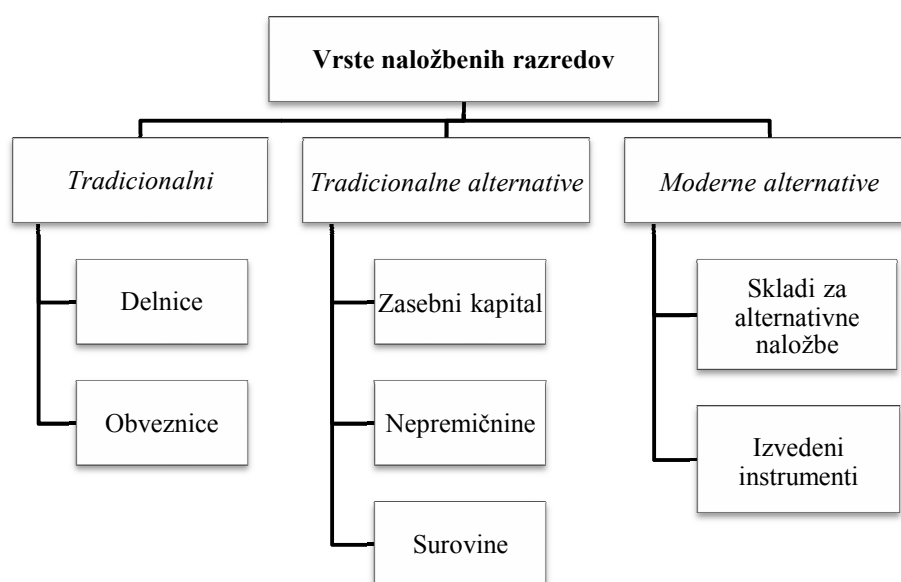 Vrste naložbenih razredov
Tradicionalni
Tradicionalne alternative
Moderne alternative
Delnice
Obveznice
Zasebni kapital
Nepremičnine
Surovine
Skladi za
alternativne
naložbe
Izvedeni
instrumenti